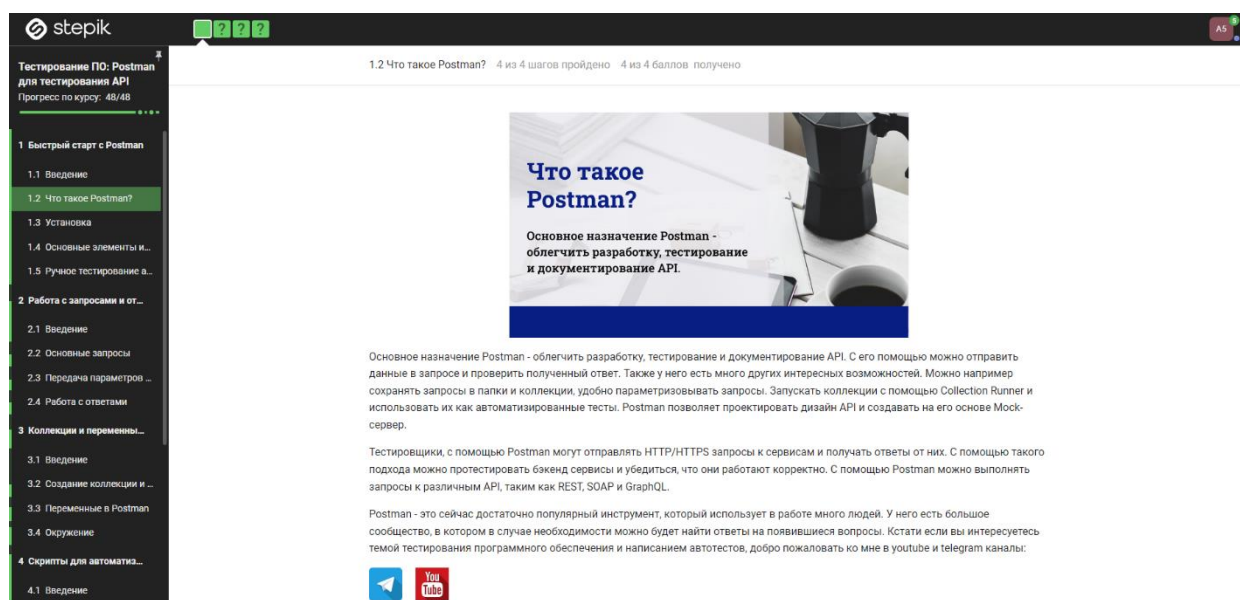 stepik
? ? ?
A5
5
Тестирование ПО: Postman
для тестирования API
Прогресс по курсу: 48/48
1 Быстрый старт с Postman
1.1 Введение
1.2 Что такое Postman?
1.3 Установка
1.4 Основные элементы и...
1.5 Ручное тестирование а...
2 Работа с запросами и от...
2.1 Введение
2.2 Основные запросы
2.3 Передача параметров ...
2.4 Работа с ответами
3 Коллекции и переменны...
3.1 Введение
3.2 Создание коллекции и ...
3.3 Переменные в Postman
3.4 Окружение
4 Скрипты для автоматиз...
4.1 Введение
1.2 Что такое Postman? 4 из 4 шагов пройдено 4 из 4 баллов получено
Что такое
Postman?
Основное назначение Postman -
облегчить разработку, тестирование
и документирование API.
Основное назначение Postman - облегчить разработку, тестирование и документирование API. С его помощью можно отправить
данные в запросе и проверить полученный ответ. Также у него есть много других интересных возможностей. Можно например
сохранять запросы в папки и коллекции, удобно параметризовывать запросы. Запускать коллекции с помощью Collection Runner и
использовать их как автоматизированные тесты. Postman позволяет проектировать дизайн API и создавать на его основе Mock-
сервер.
Тестировщики, с помощью Postman могут отправлять HTTP/HTTPS запросы к сервисам и получать ответы от них. С помощью такого
подхода можно протестировать бэкенд сервисы и убедиться, что они работают корректно. С помощью Postman можно выполнять
запросы к различным API, таким как REST, SOAP и GraphQL.
Postman - это сейчас достаточно популярный инструмент, который использует в работе много людей. У него есть большое
сообщество, в котором в случае необходимости можно будет найти ответы на появившиеся вопросы. Кстати если вы интересуетесь
темой тестирования программного обеспечения и написанием автотестов, добро пожаловать ко мне в youtube и telegram каналы:
You
Tube